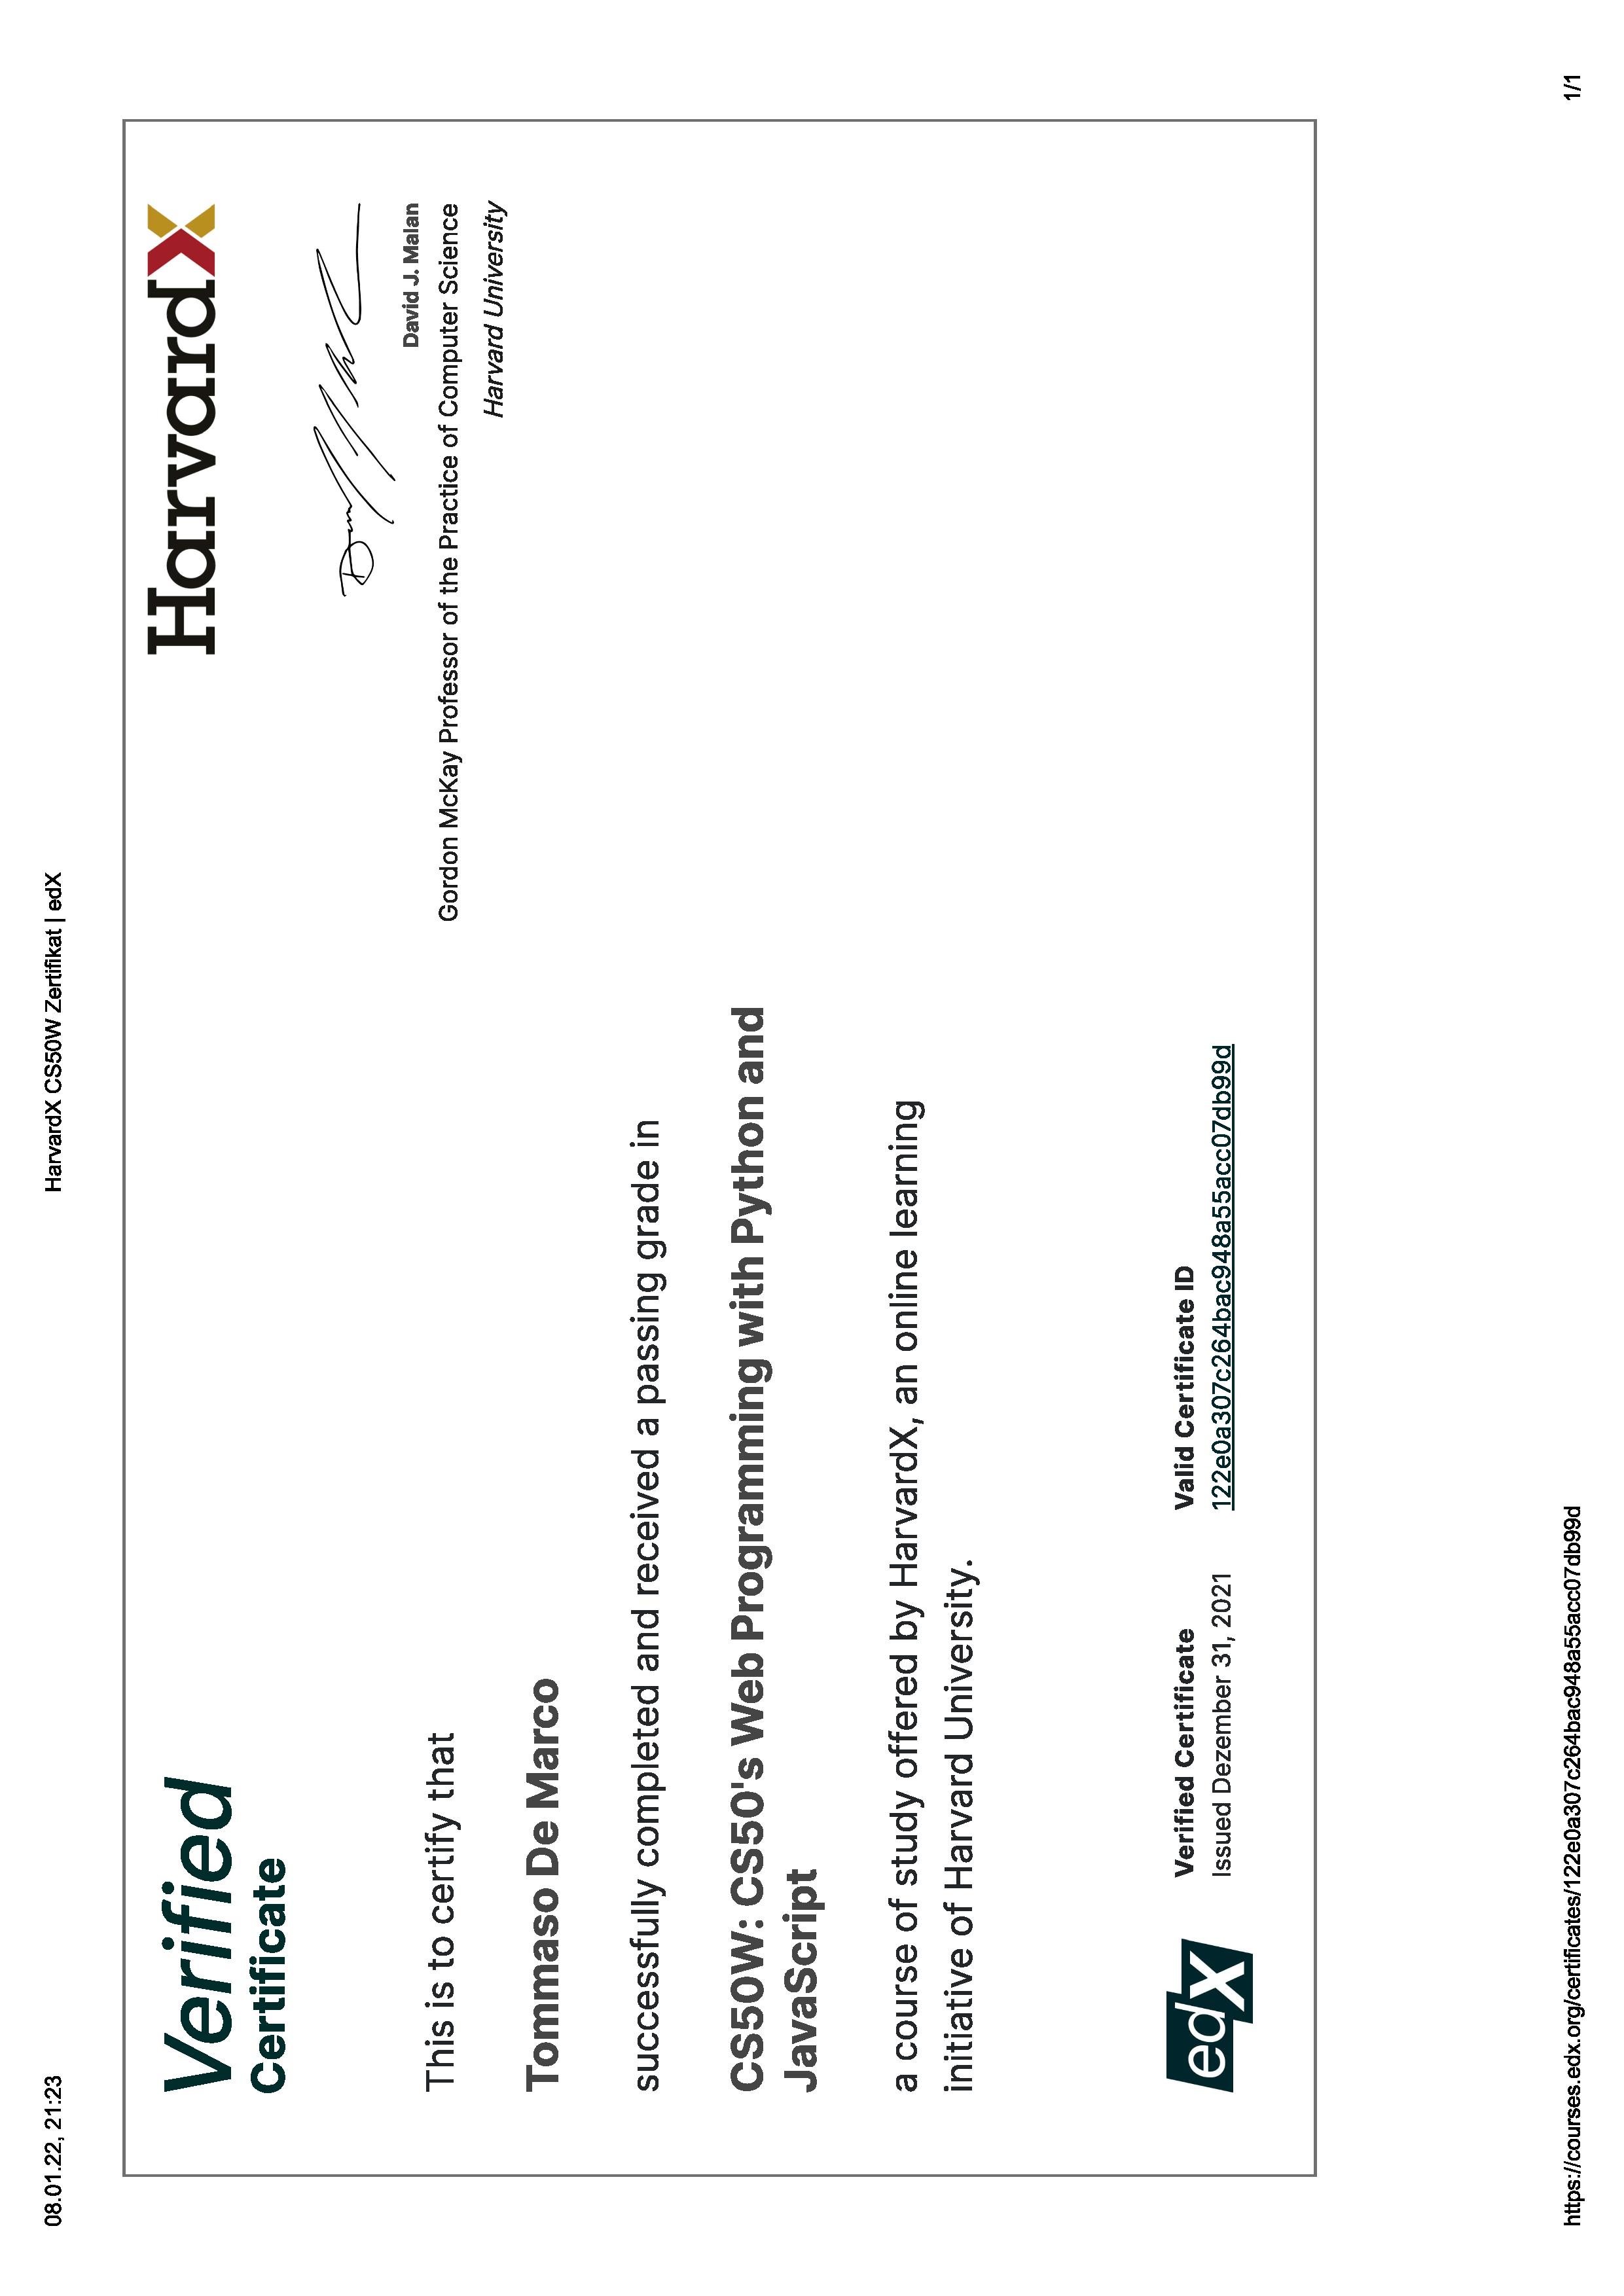 08.01.22, 21:23
HarvardX CS50W Zertifikat | edX
Verified
Certificate
HarvardX
David J. Malan
Gordon McKay Professor of the Practice of Computer Science
Harvard University
This is to certify that
Tommaso De Marco
successfully completed and received a passing grade in
CS50W: CS50's Web Programming with Python and
JavaScript
a course of study offered by HarvardX, an online learning
initiative of Harvard University.
edX
Verified Certificate
Issued Dezember 31, 2021
Valid Certificate ID
122e0a307c264bac948a55acc07db99d
https://courses.edx.org/certificates/122e0a307c264bac948a55acc07db99d
1/1